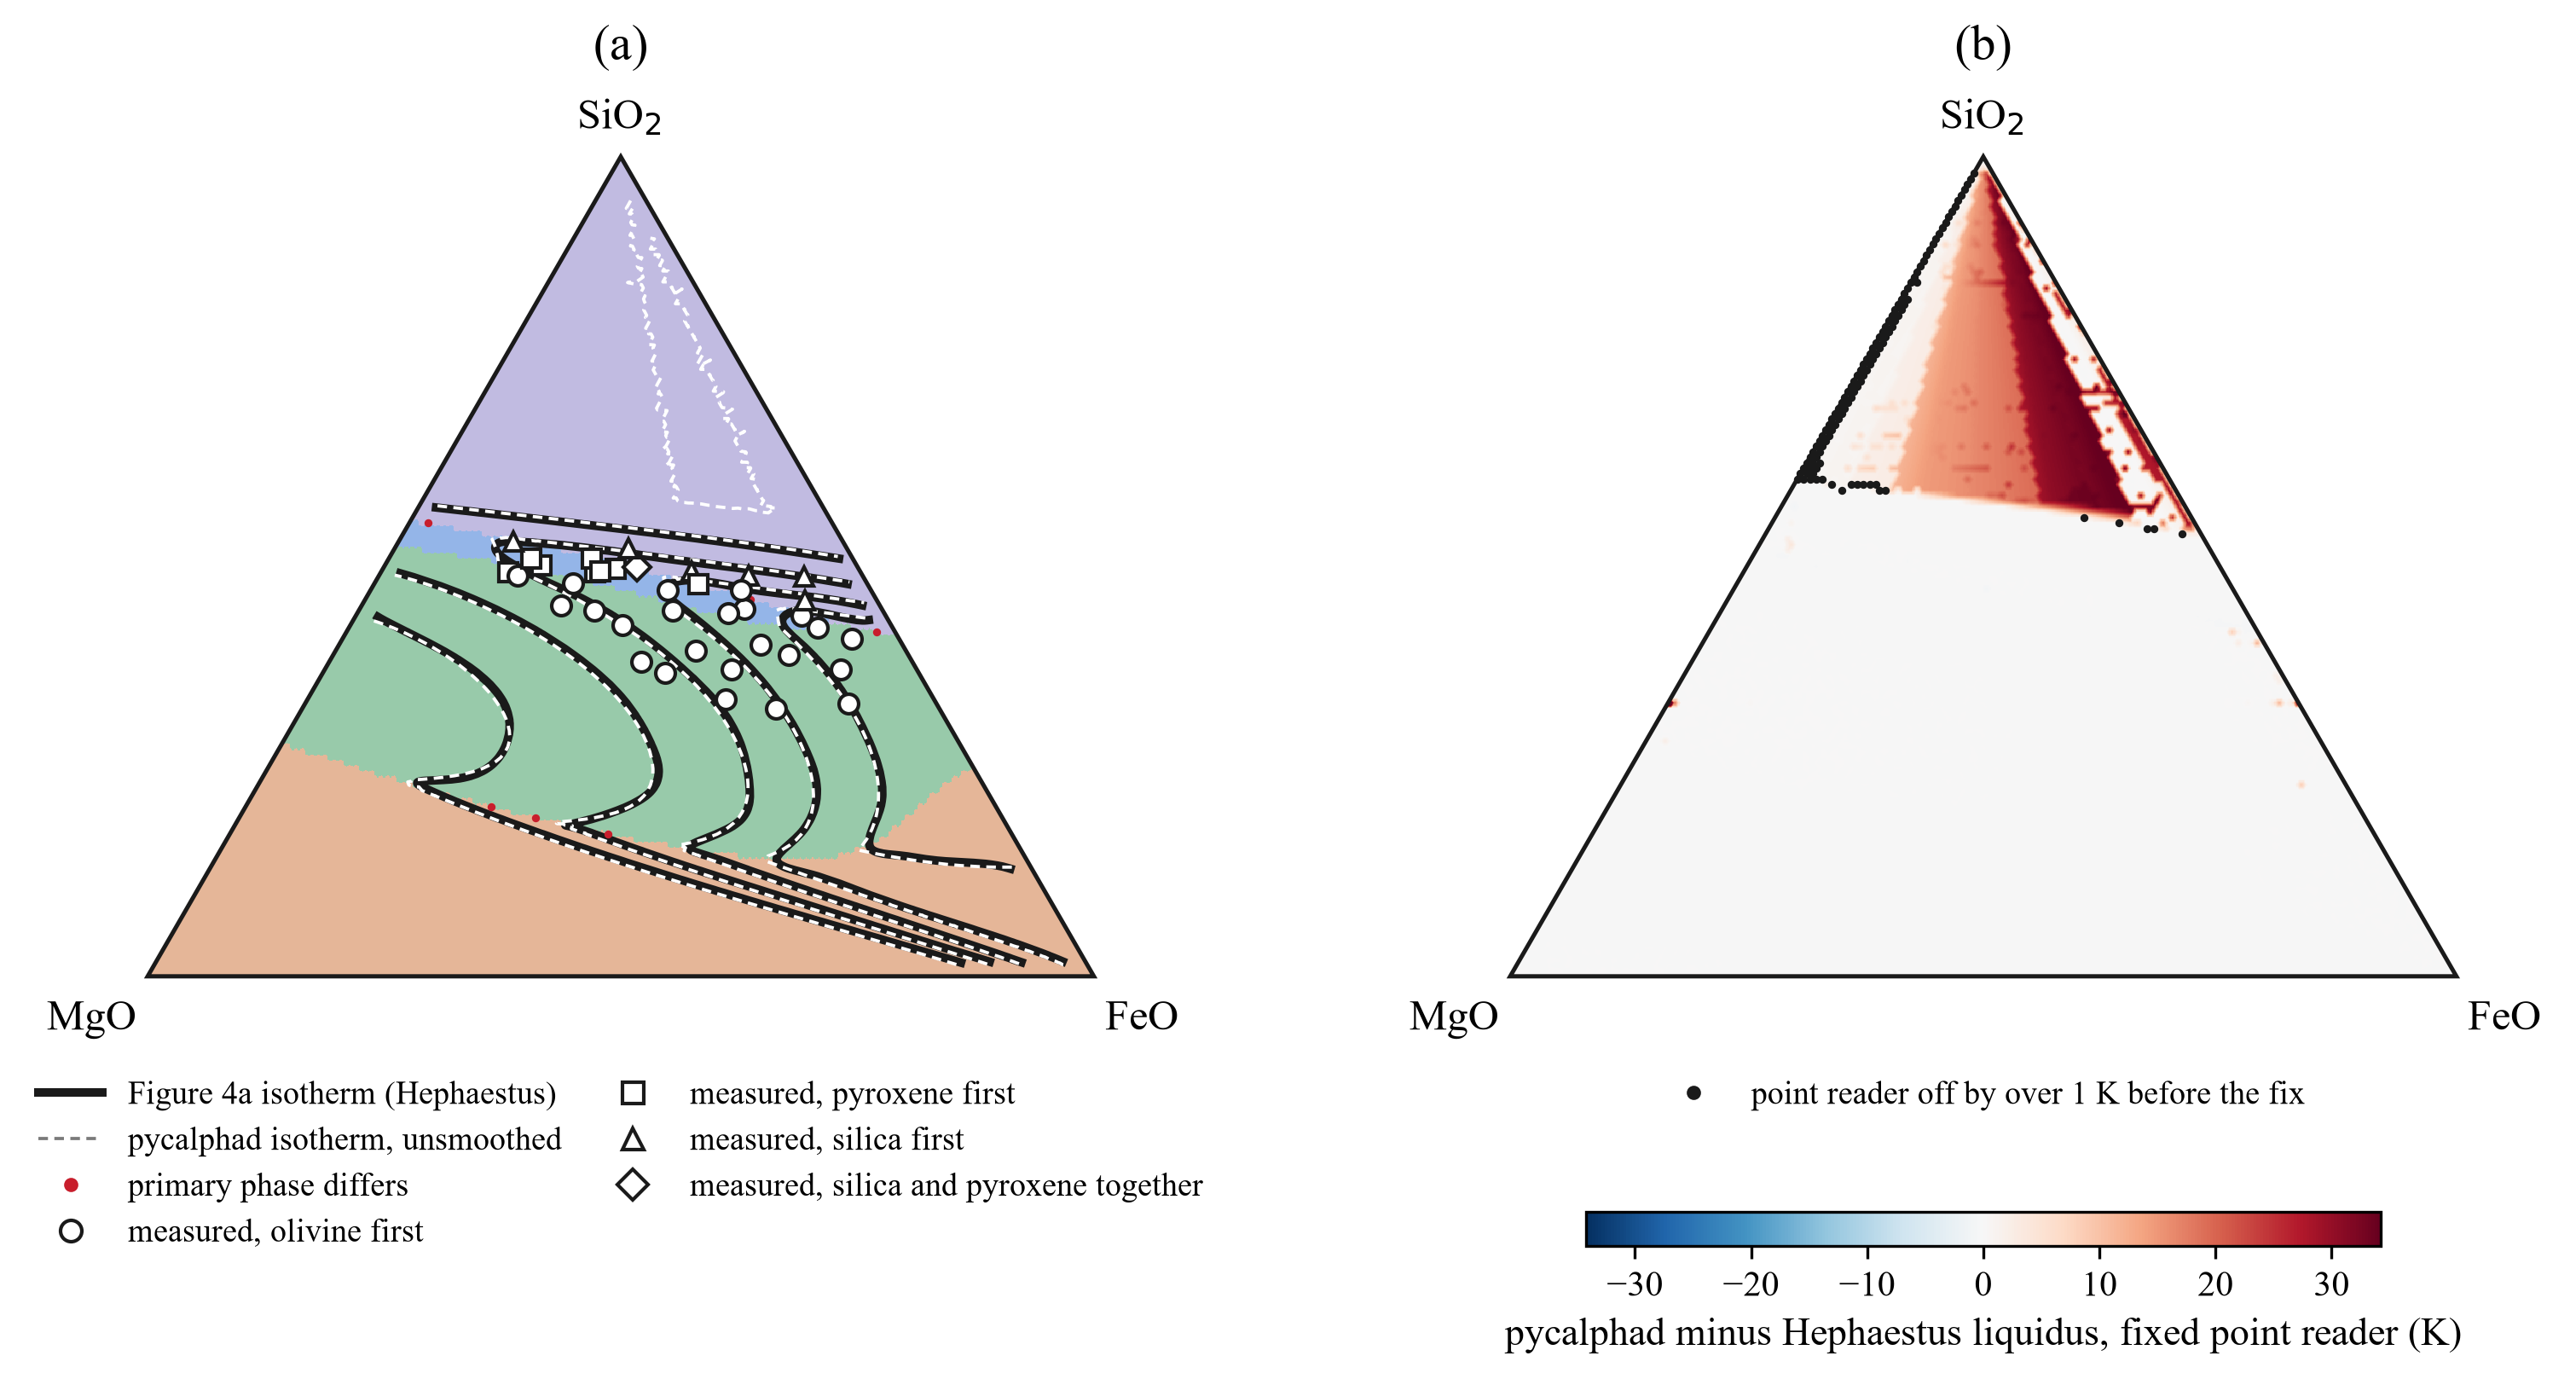 (a)
SiO₂
MgO
FeO
Figure 4a isotherm (Hephaestus)
pycalphad isotherm, unsmoothed
primary phase differs
measured, olivine first
measured, pyroxene first
measured, silica first
measured, silica and pyroxene together
(b)
SiO₂
MgO
FeO
point reader off by over 1 K before the fix
−30 −20 −10 0 10 20 30
pycalphad minus Hephaestus liquidus, fixed point reader (K)